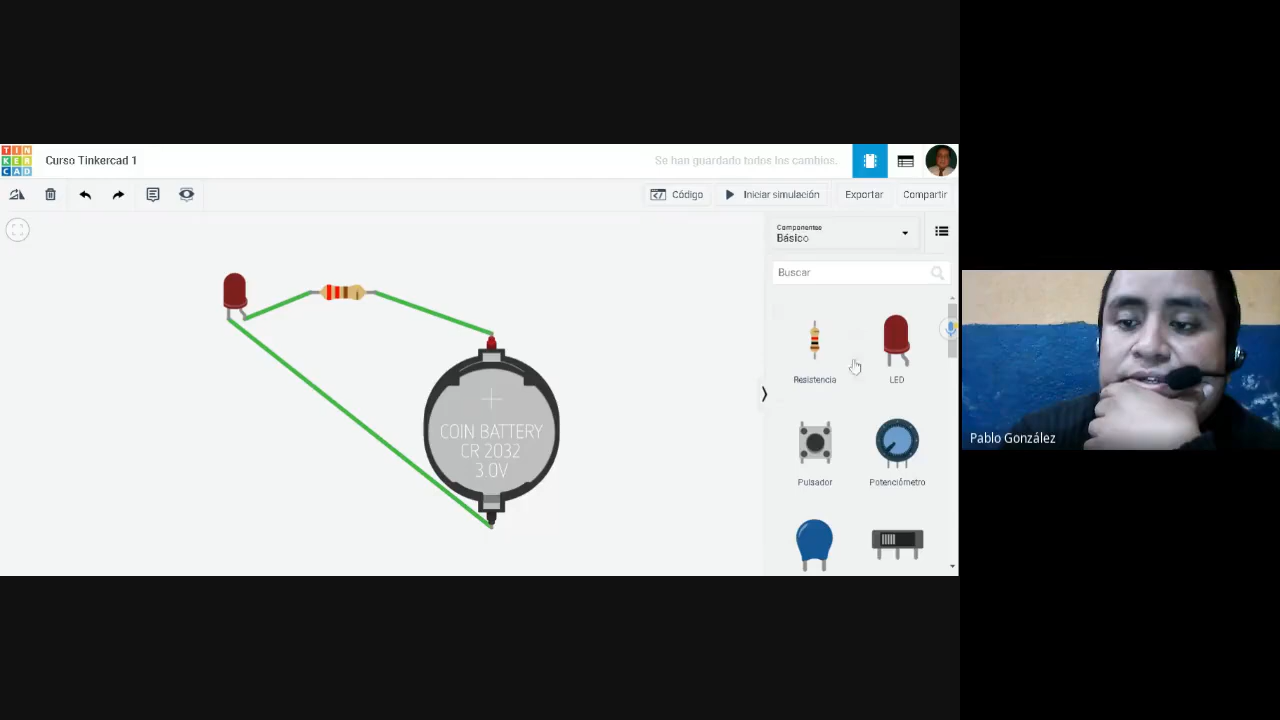 TIN
KER
CAD
Curso Tinkercad 1
Se han guardado todos los cambios.
Código
Iniciar simulación
Exportar
Compartir
Componentes
Básico
Buscar
Resistencia
LED
Pulsador
Potenciómetro
COIN BATTERY
CR 2032
3.0V
Pablo González